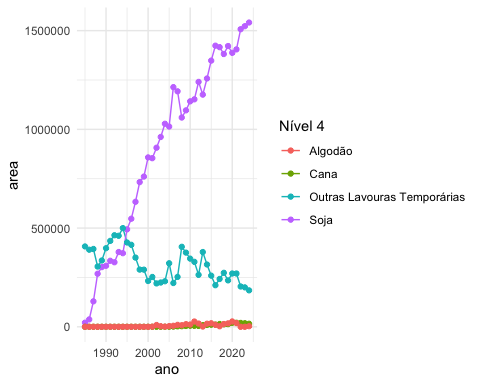 1500000
1000000
500000
0
area
1990
2000
2010
2020
ano
Nível 4
Algodão
Cana
Outras Lavouras Temporárias
Soja